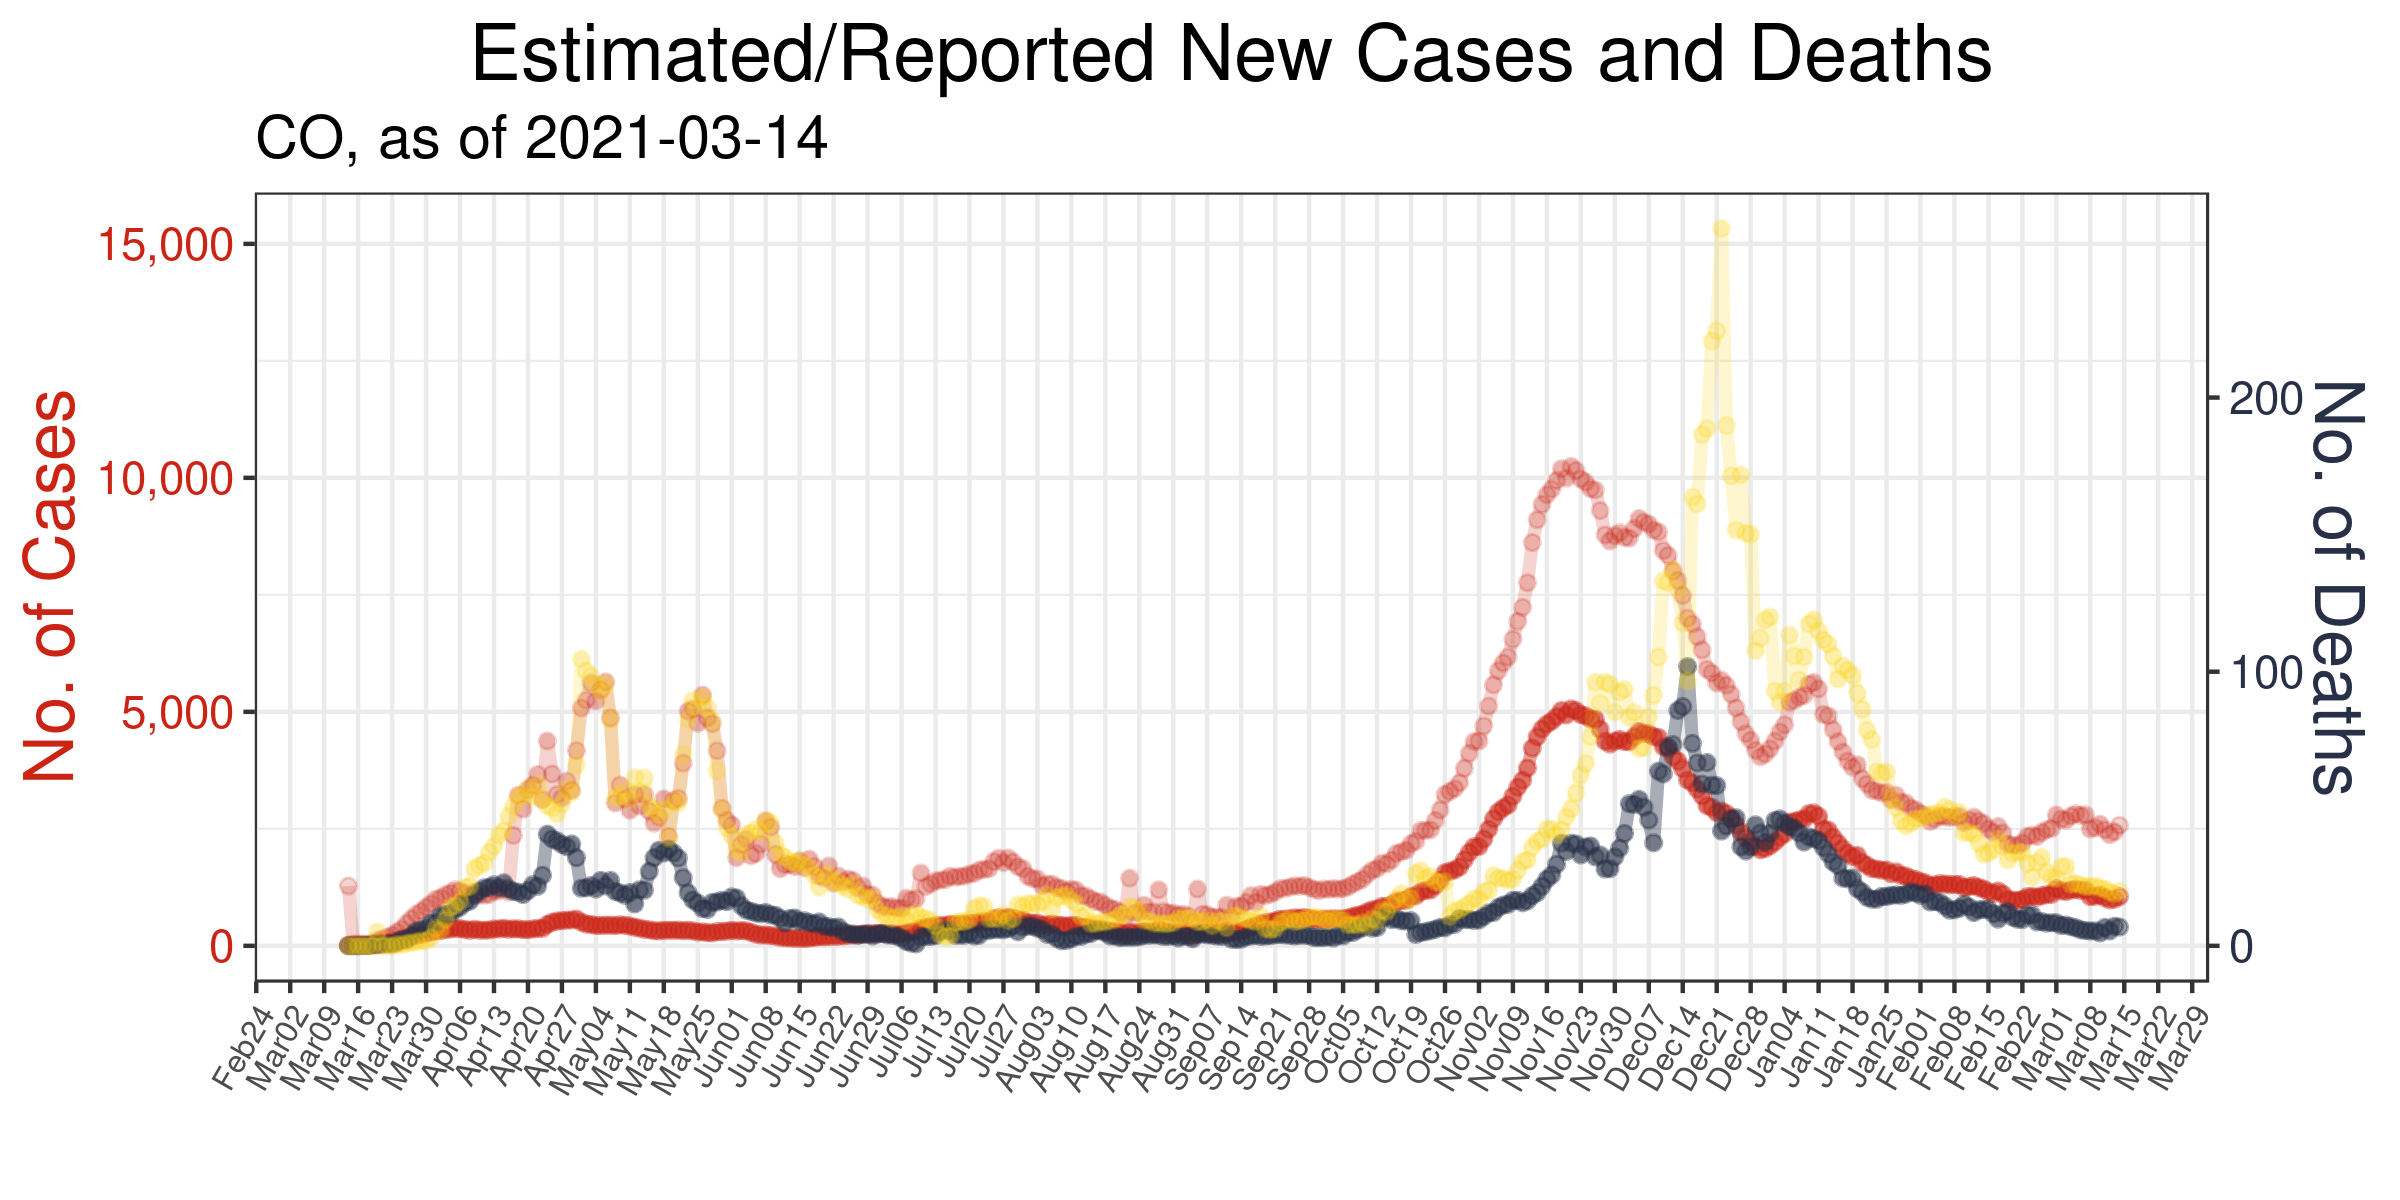 Estimated/Reported New Cases and Deaths
CO, as of 2021-03-14
No. of Cases
15,000
10,000
5,000
0
200
100
0
No. of Deaths
Feb24
Mar02
Mar09
Mar16
Mar23
Mar30
Apr06
Apr13
Apr20
Apr27
May04
May11
May18
May25
Jun01
Jun08
Jun15
Jun22
Jun29
Jul06
Jul13
Jul20
Jul27
Aug03
Aug10
Aug17
Aug24
Aug31
Sep07
Sep14
Sep21
Sep28
Oct05
Oct12
Oct19
Oct26
Nov02
Nov09
Nov16
Nov23
Nov30
Dec07
Dec14
Dec21
Dec28
Jan04
Jan11
Jan18
Jan25
Feb01
Feb08
Feb15
Feb22
Mar01
Mar08
Mar15
Mar22
Mar29